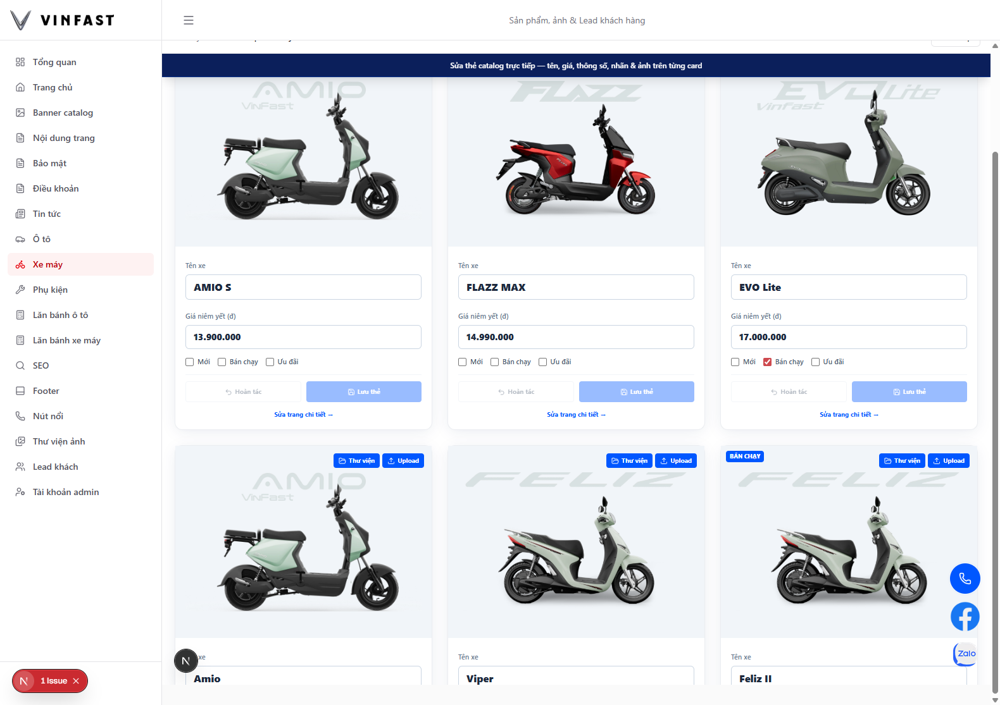 VINFAST
Sản phẩm, ảnh & Lead khách hàng
Tổng quan
Trang chủ
Banner catalog
Nội dung trang
Bảo mật
Điều khoản
Tin tức
Ô tô
Xe máy
Phụ kiện
Lăn bánh ô tô
Lăn bánh xe máy
SEO
Footer
Nút nổi
Thư viện ảnh
Lead khách
Tài khoản admin
N 1 Issue
Sửa thẻ catalog trực tiếp — tên, giá, thông số, nhãn & ảnh trên từng card
AMIO
VinFast
Tên xe
AMIO S
Giá niêm yết (đ)
13.900.000
Mới Bán chạy Ưu đãi
Hoàn tác Lưu thẻ
Sửa trang chi tiết →
FLAZZ
Tên xe
FLAZZ MAX
Giá niêm yết (đ)
14.990.000
Mới Bán chạy Ưu đãi
Hoàn tác Lưu thẻ
Sửa trang chi tiết →
EVO Lite
VinFast
Tên xe
EVO Lite
Giá niêm yết (đ)
17.000.000
Mới Bán chạy Ưu đãi
Hoàn tác Lưu thẻ
Sửa trang chi tiết →
Thư viện Upload
AMIO
VinFast
xe
Amio
N
Thư viện Upload
FELIZ
Tên xe
Viper
BÁN CHẠY
Thư viện Upload
FELIZ
Tên xe
Feliz II
Zalo